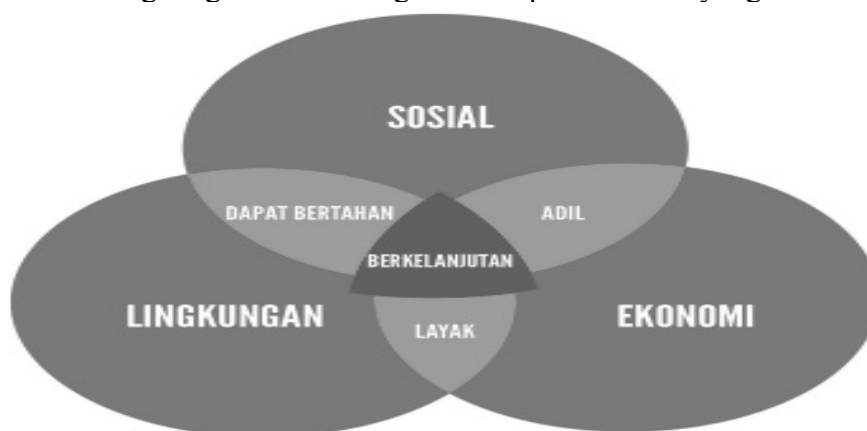 SOSIAL
DAPAT BERTAHAN
ADIL
BERKELANJUTAN
LINGKUNGAN
EKONOMI
LAYAK